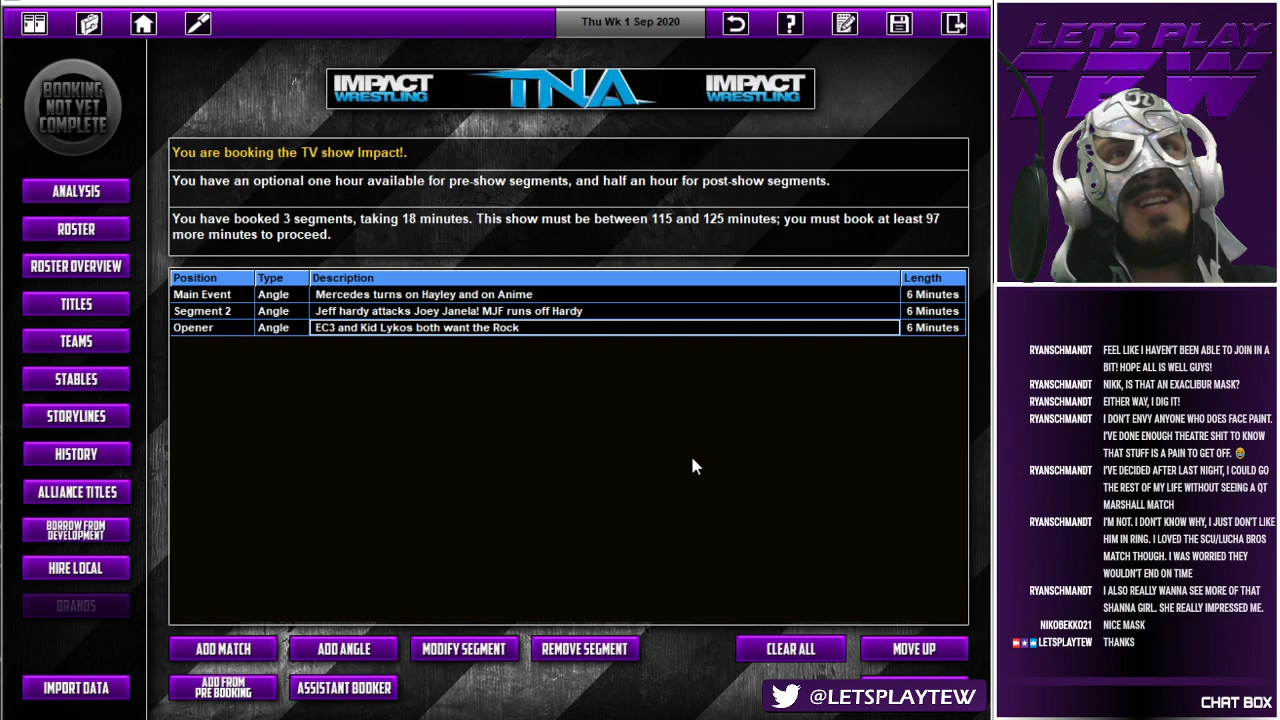 Thu Wk 1 Sep 2020
LETS PLAY
TEW
BOOKING
NOT YET
COMPLETE
IMPACT
WRESTLING
TNA
IMPACT
WRESTLING
You are booking the TV show Impact!.
You have an optional one hour available for pre-show segments, and half an hour for post-show segments.
You have booked 3 segments, taking 18 minutes. This show must be between 115 and 125 minutes; you must book at least 97
more minutes to proceed.
ANALYSIS
ROSTER
ROSTER OVERVIEW
TITLES
TEAMS
STABLES
STORYLINES
HISTORY
ALLIANCE TITLES
BORROW FROM
DEVELOPMENT
HIRE LOCAL
BRANDS
IMPORT DATA
Position Type Description Length
Main Event Angle Mercedes turns on Hayley and on Anime 6 Minutes
Segment 2 Angle Jeff hardy attacks Joey Janela! MJF runs off Hardy 6 Minutes
Opener Angle EC3 and Kid Lykos both want the Rock 6 Minutes
ADD MATCH
ADD ANGLE
MODIFY SEGMENT
REMOVE SEGMENT
CLEAR ALL
MOVE UP
ADD FROM
PRE BOOKING
ASSISTANT BOOKER
@LETSPLAYTEW
RYANSCHMANDT FEEL LIKE I HAVEN'T BEEN ABLE TO JOIN IN A
BIT! HOPE ALL IS WELL GUYS!
RYANSCHMANDT NIKK, IS THAT AN EXACLIBUR MASK?
RYANSCHMANDT EITHER WAY, I DIG IT!
RYANSCHMANDT I DON'T ENVY ANYONE WHO DOES FACE PAINT.
I'VE DONE ENOUGH THEATRE SHIT TO KNOW
THAT STUFF IS A PAIN TO GET OFF. 😂
RYANSCHMANDT I'VE DECIDED AFTER LAST NIGHT, I COULD GO
THE REST OF MY LIFE WITHOUT SEEING A QT
MARSHALL MATCH
RYANSCHMANDT I'M NOT. I DON'T KNOW WHY, I JUST DON'T LIKE
HIM IN RING. I LOVED THE SCU/LUCHA BROS
MATCH THOUGH. I WAS WORRIED THEY
WOULDN'T END ON TIME
RYANSCHMANDT I ALSO REALLY WANNA SEE MORE OF THAT
SHANNA GIRL. SHE REALLY IMPRESSED ME.
NIKOBEKKO21 NICE MASK
LETSPLAYTEW THANKS
CHAT BOX